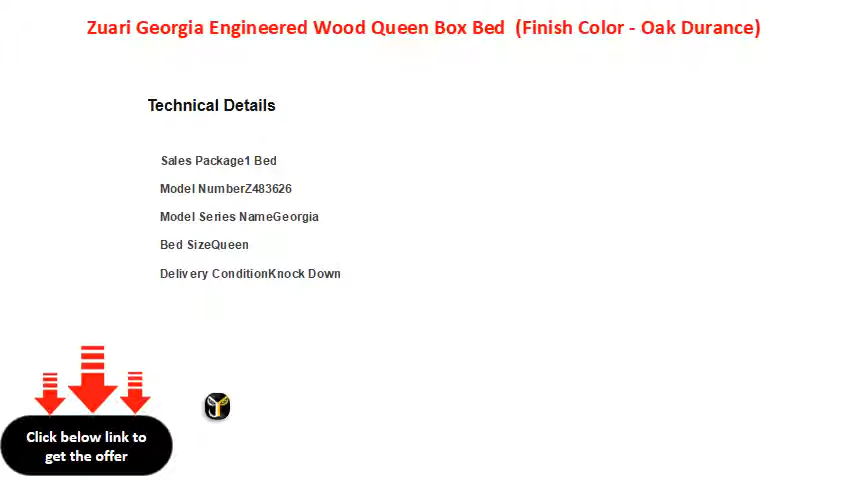 Zuari Georgia Engineered Wood Queen Box Bed  (Finish Color - Oak Durance)
Technical Details
Sales Package1 Bed
Model NumberZ483626
Model Series NameGeorgia
Bed SizeQueen
Delivery ConditionKnock Down
Click below link to
get the offer